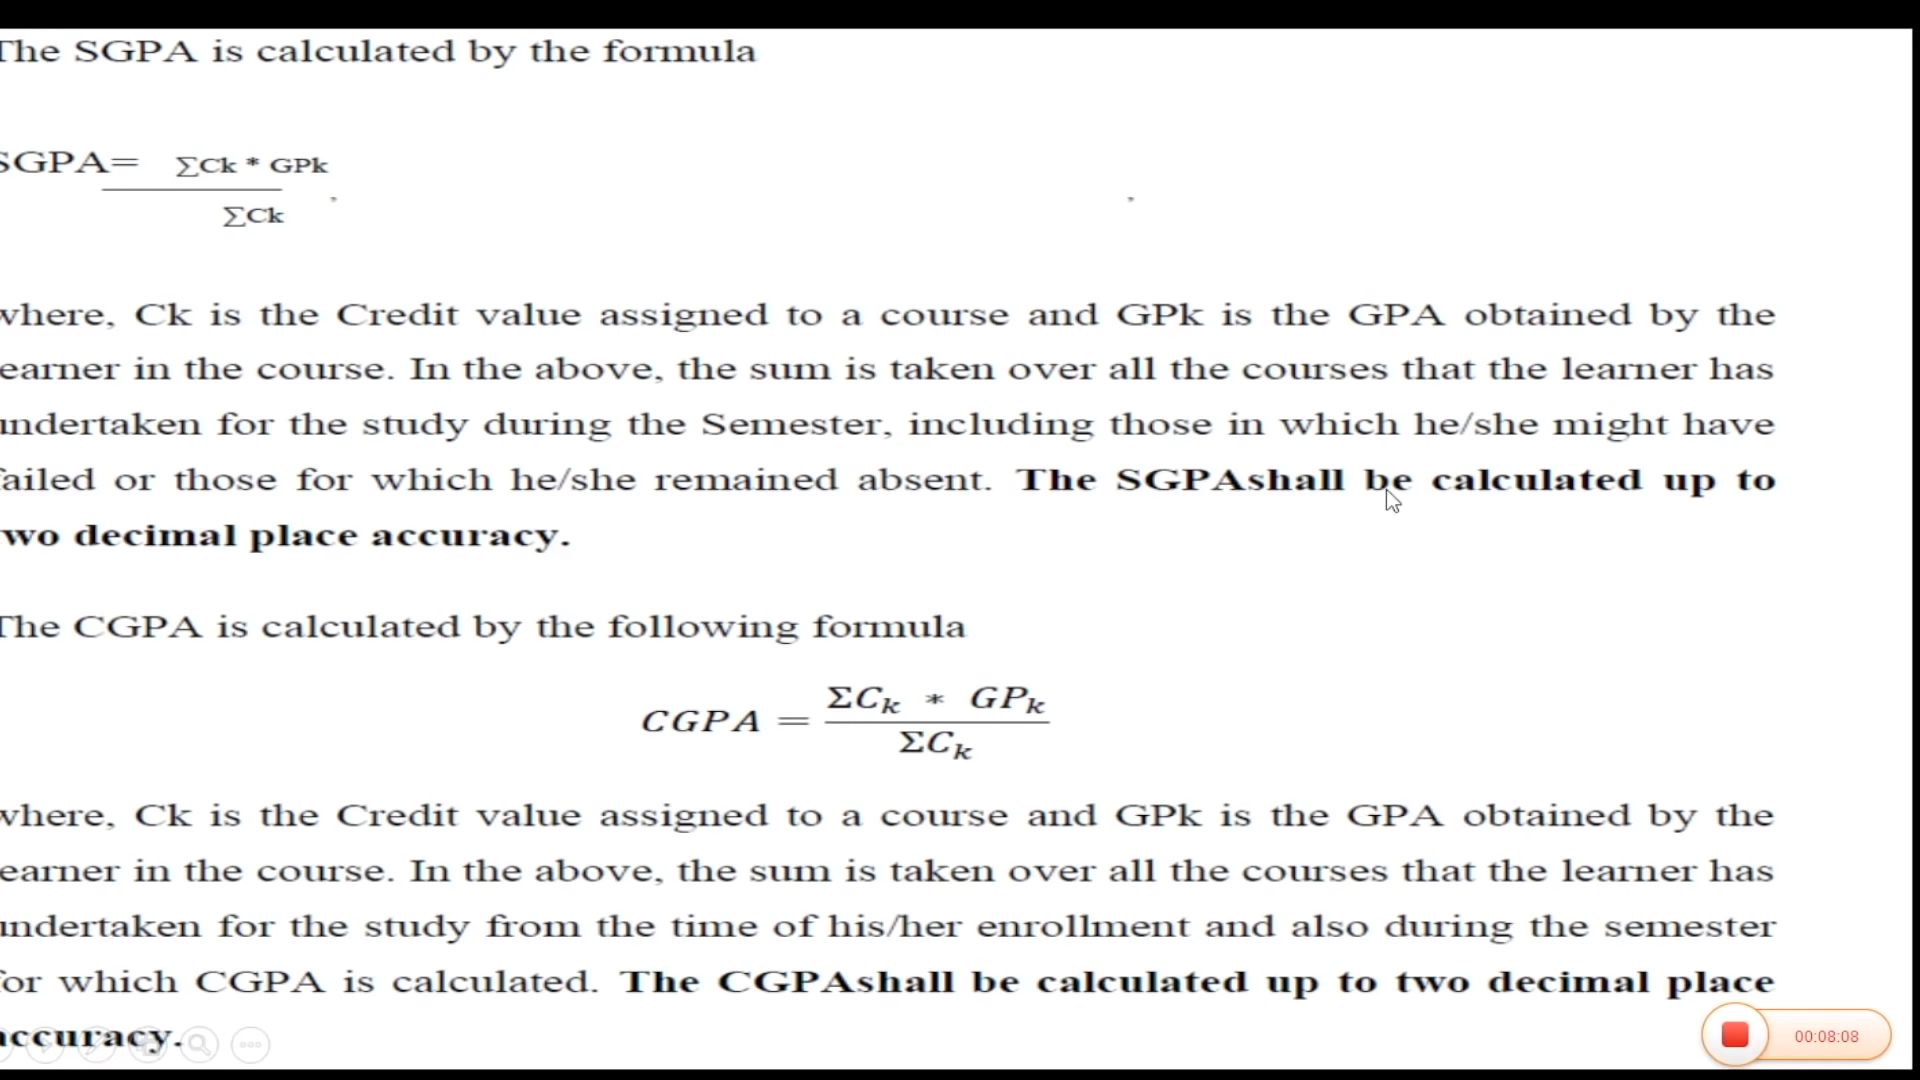 The SGPA is calculated by the formula
SGPA= ∑Ck * GPk
∑Ck
where, Ck is the Credit value assigned to a course and GPk is the GPA obtained by the
earner in the course. In the above, the sum is taken over all the courses that the learner has
undertaken for the study during the Semester, including those in which he/she might have
failed or those for which he/she remained absent. The SGPAshall be calculated up to
wo decimal place accuracy.
The CGPA is calculated by the following formula
CGPA = ΣCk * GPk
ΣCk
where, Ck is the Credit value assigned to a course and GPk is the GPA obtained by the
earner in the course. In the above, the sum is taken over all the courses that the learner has
undertaken for the study from the time of his/her enrollment and also during the semester
for which CGPA is calculated. The CGPAshall be calculated up to two decimal place
accuracy.
00:08:08